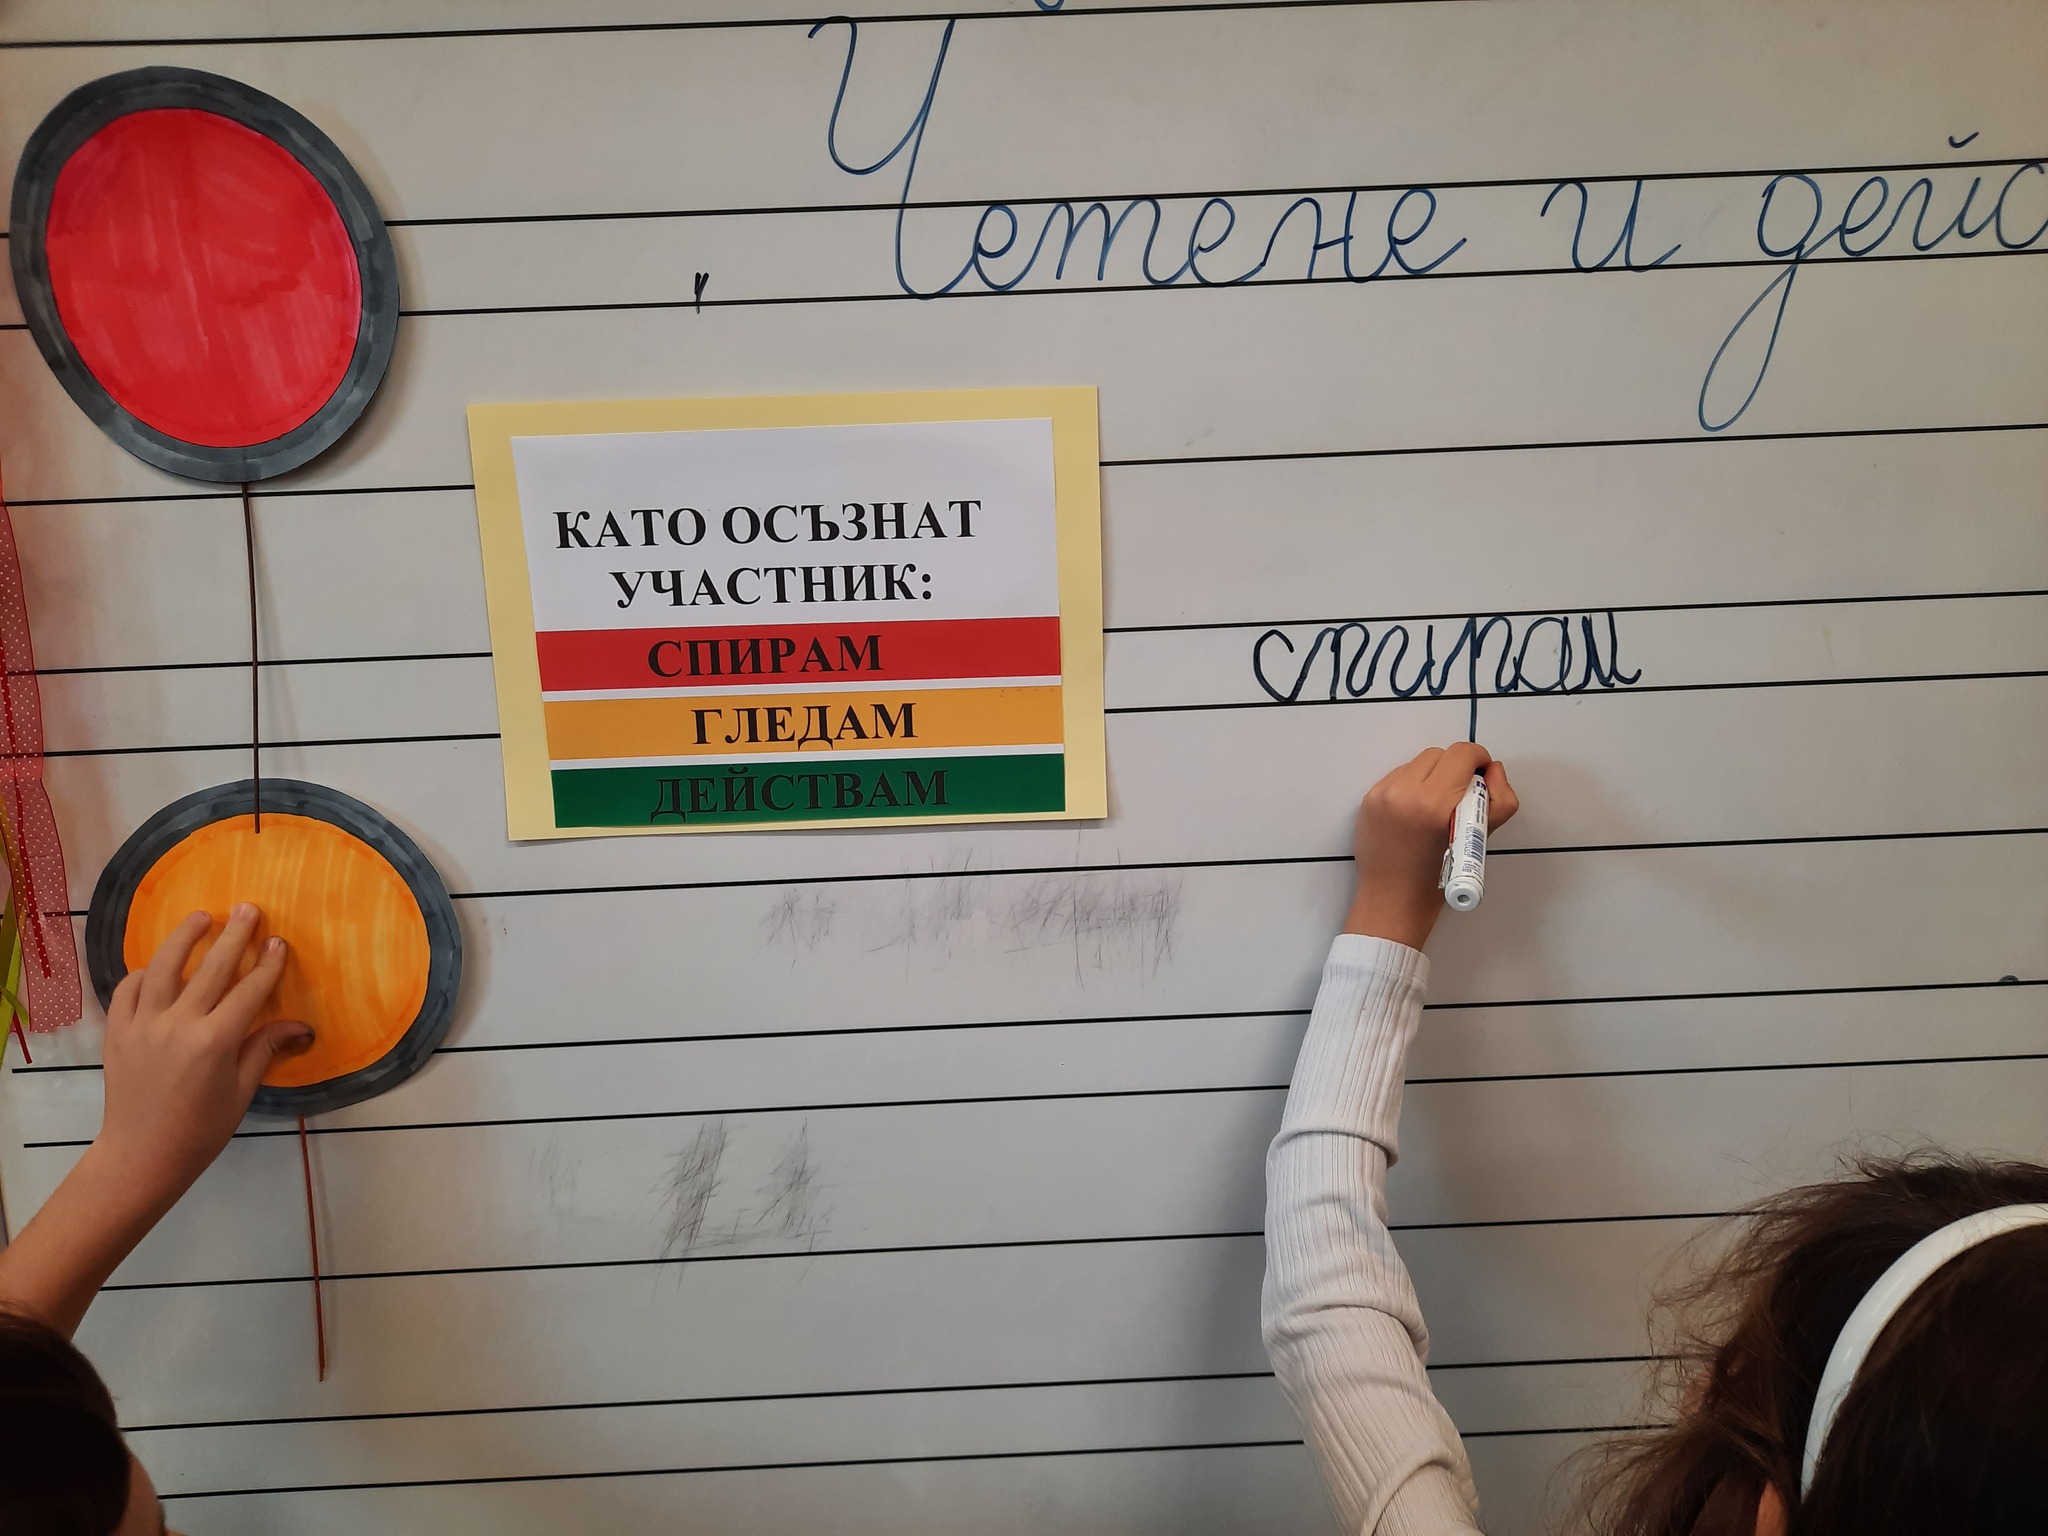 Четене и дейс
КАТО ОСЪЗНАТ
УЧАСТНИК:
СПИРАМ
ГЛЕДАМ
ДЕЙСТВАМ
спирам